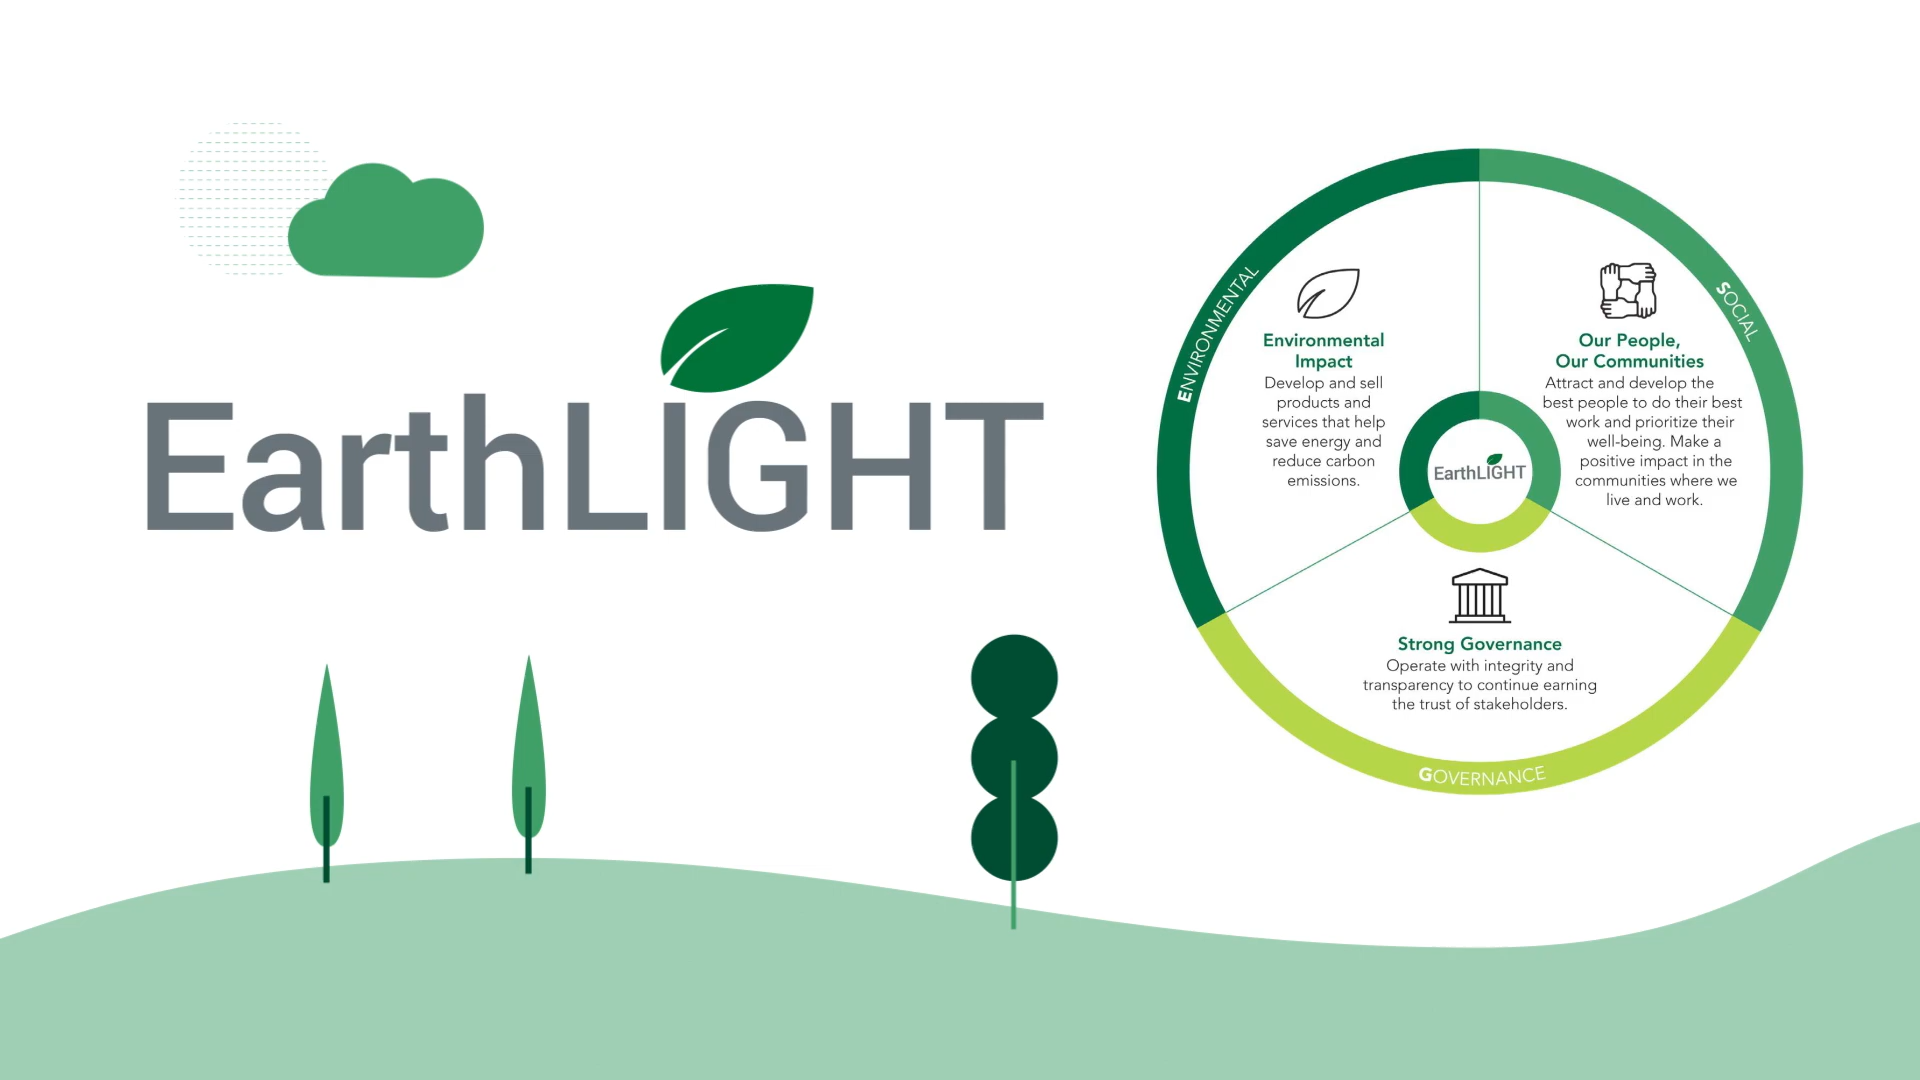 EarthLIGHT
ENVIRONMENTAL
Environmental
Impact
Develop and sell
products and
services that help
save energy and
reduce carbon
emissions.
SOCIAL
Our People,
Our Communities
Attract and develop the
best people to do their best
work and prioritize their
well-being. Make a
positive impact in the
communities where we
live and work.
EarthLIGHT
Strong Governance
Operate with integrity and
transparency to continue earning
the trust of stakeholders.
GOVERNANCE